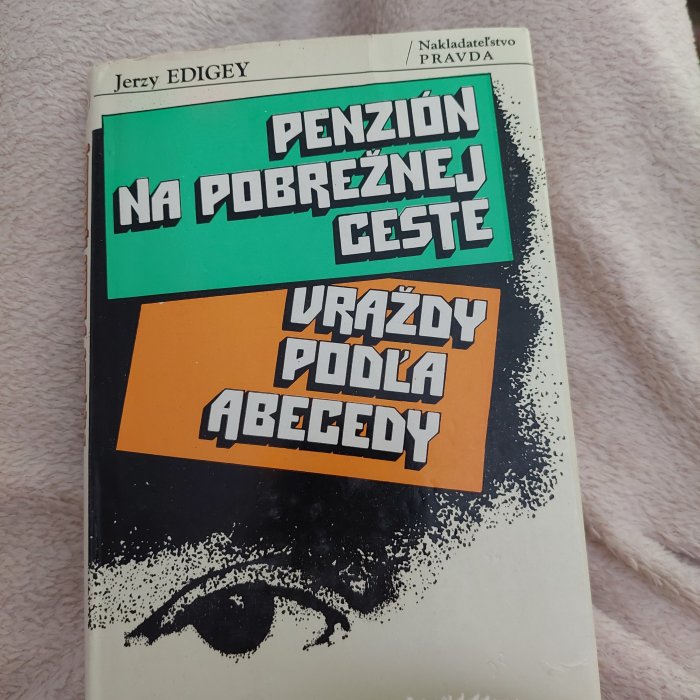 Jerzy EDIGEY
Nakladateľstvo
PRAVDA
PENZIÓN
NA POBREŽNEJ
CESTE
VRAŽDY
PODĽA
ABECEDY